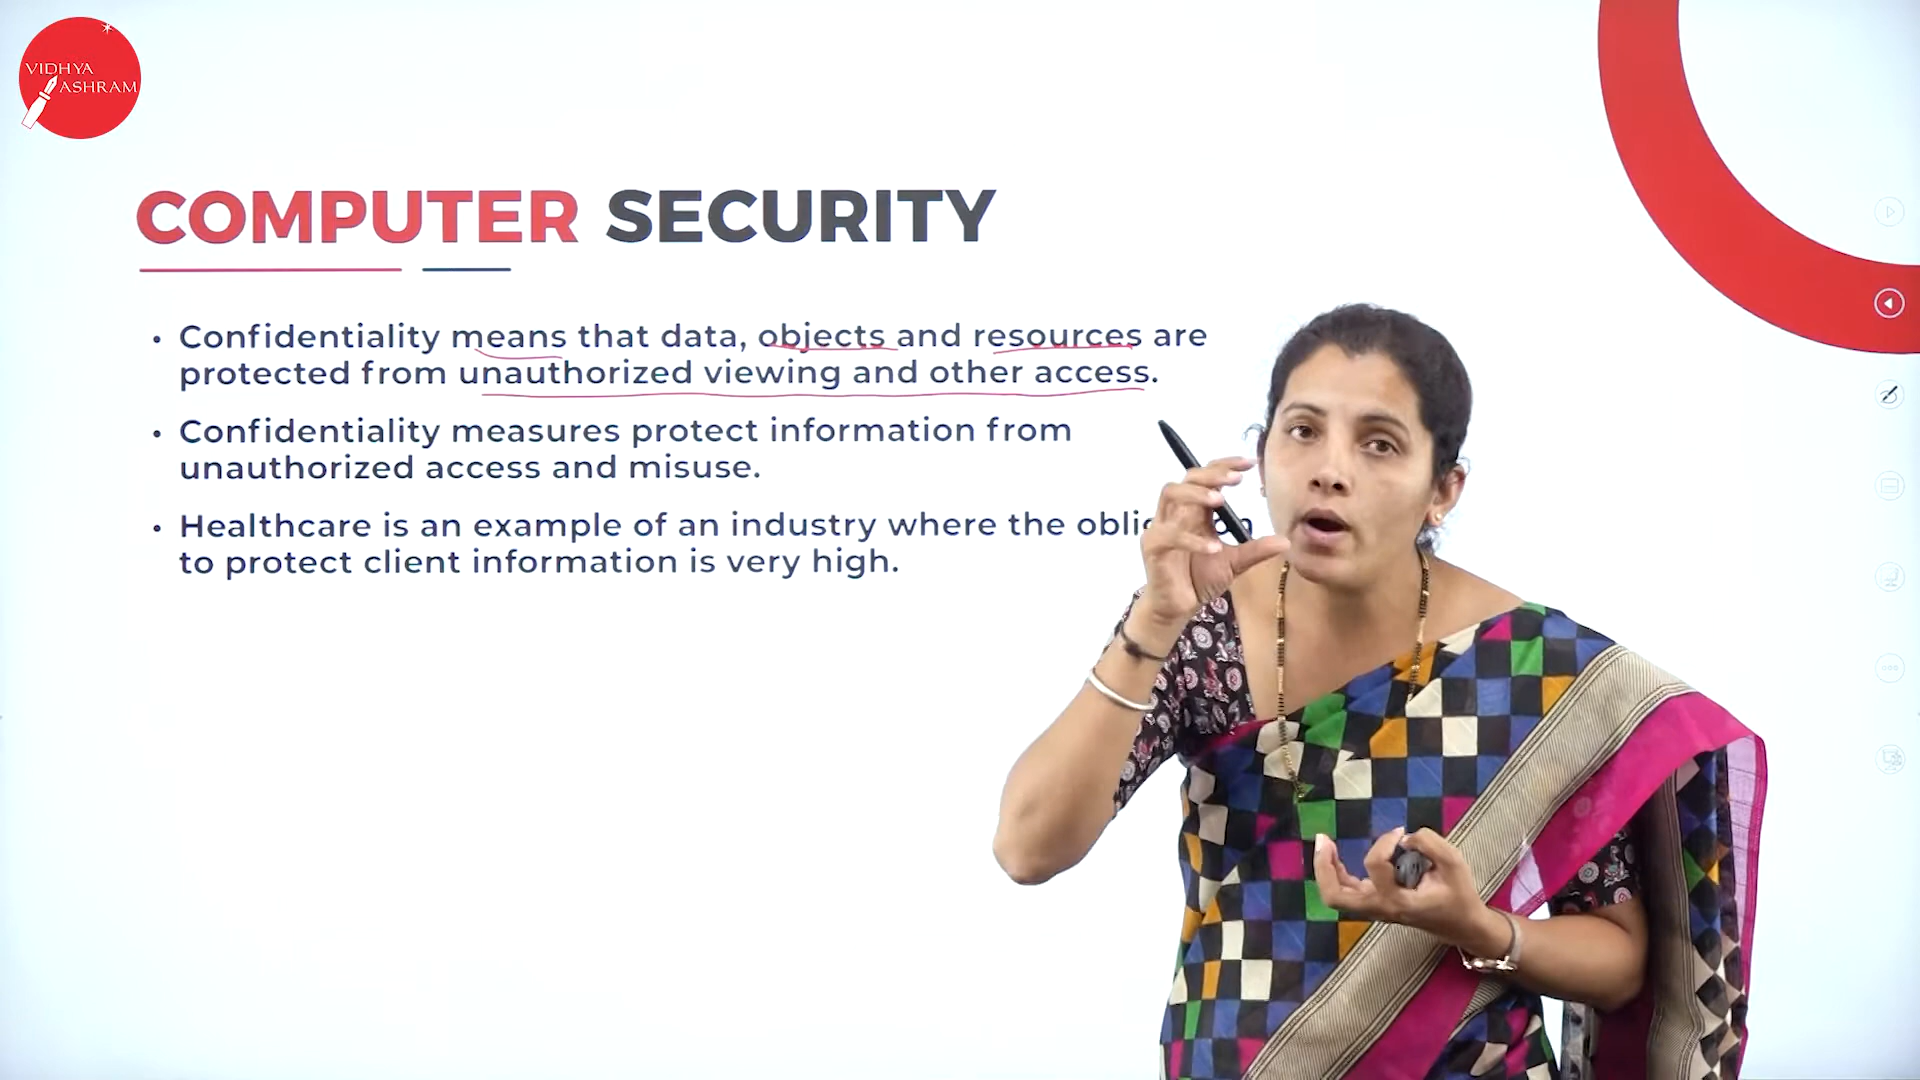 VIDHYA
ASHRAM
COMPUTER SECURITY
• Confidentiality means that data, objects and resources are
protected from unauthorized viewing and other access.
• Confidentiality measures protect information from
unauthorized access and misuse.
• Healthcare is an example of an industry where the
to protect client information is very high.